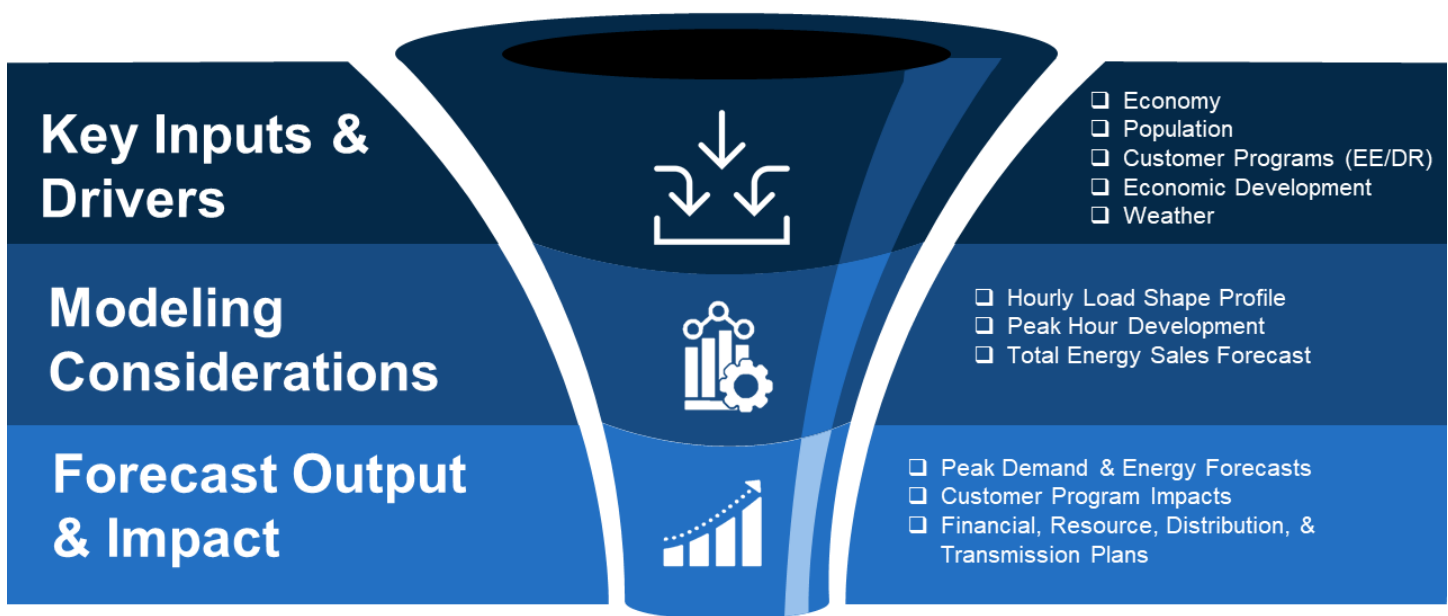 Key Inputs &
Drivers
❑ Economy
❑ Population
❑ Customer Programs (EE/DR)
❑ Economic Development
❑ Weather
Modeling
Considerations
❑ Hourly Load Shape Profile
❑ Peak Hour Development
❑ Total Energy Sales Forecast
Forecast Output
& Impact
❑ Peak Demand & Energy Forecasts
❑ Customer Program Impacts
❑ Financial, Resource, Distribution, &
Transmission Plans